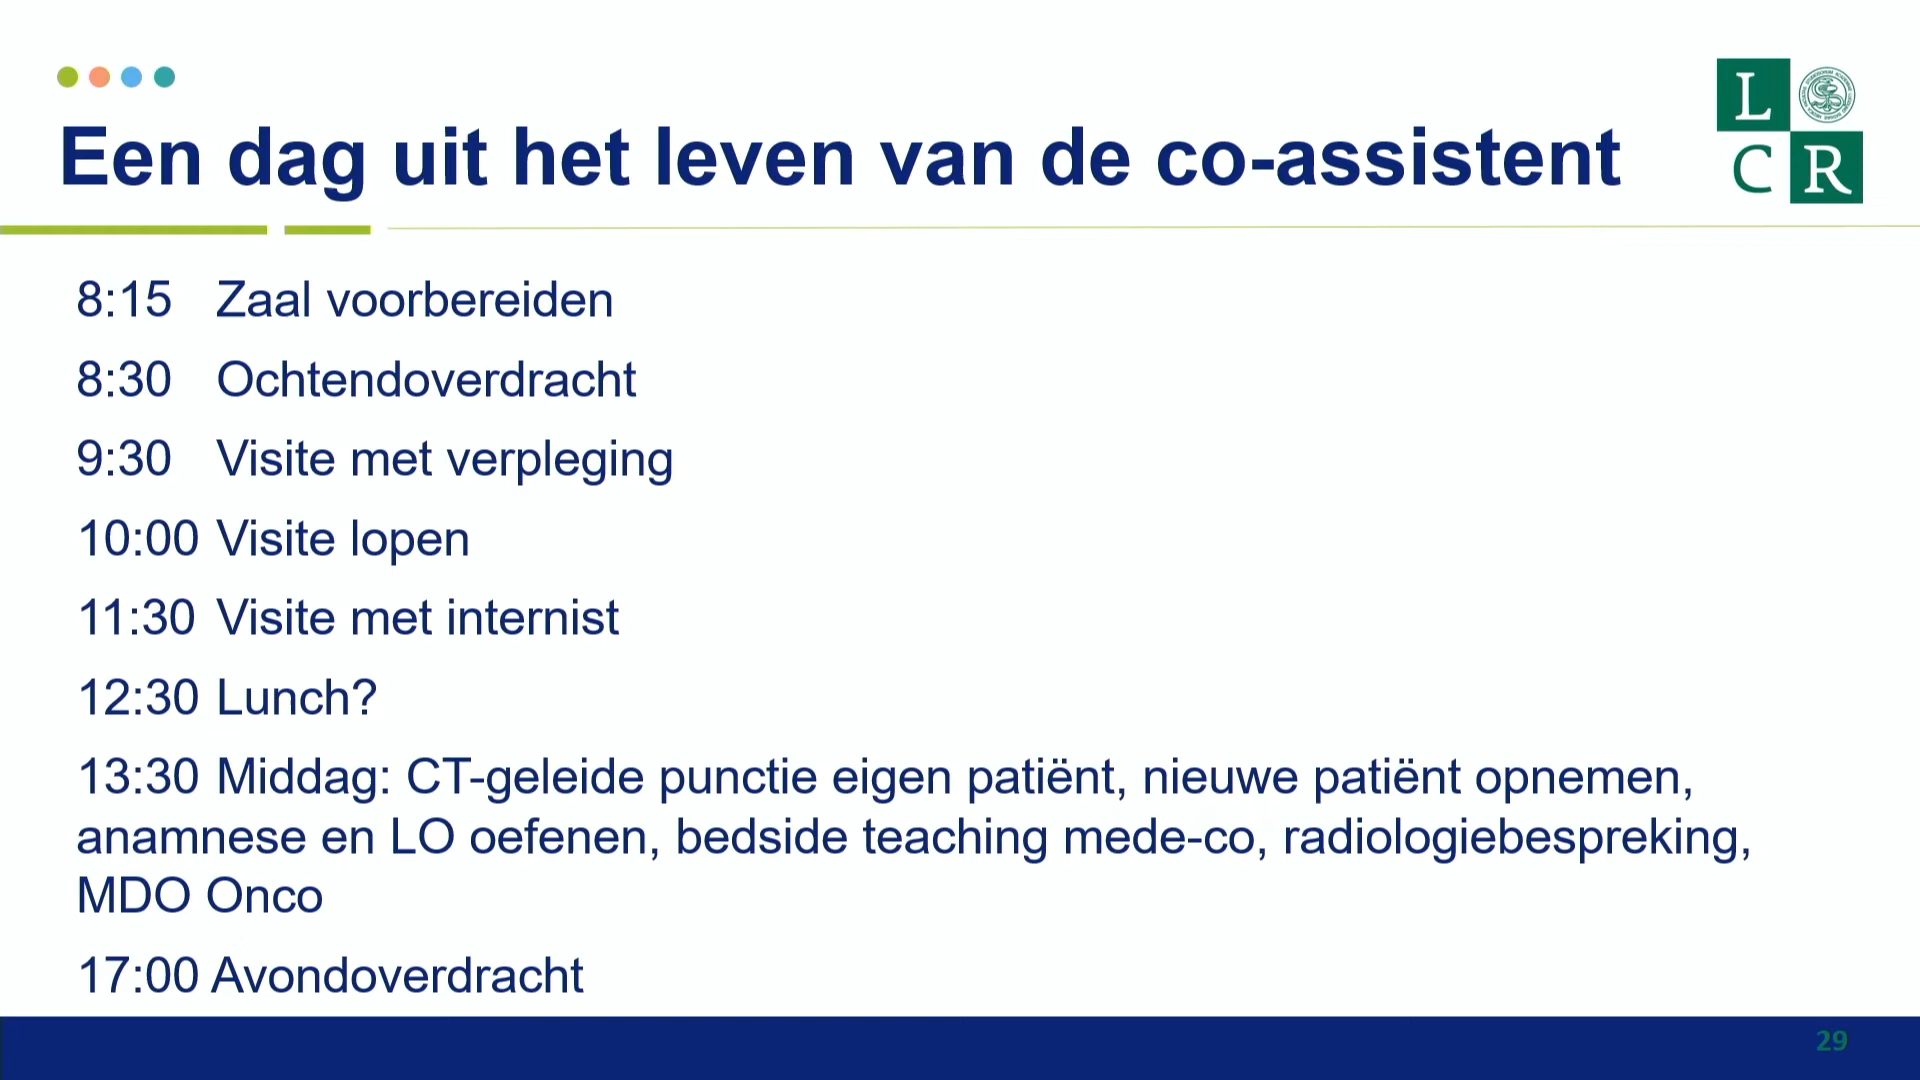 Een dag uit het leven van de co-assistent
L
C R
8:15 Zaal voorbereiden
8:30 Ochtendoverdracht
9:30 Visite met verpleging
10:00 Visite lopen
11:30 Visite met internist
12:30 Lunch?
13:30 Middag: CT-geleide punctie eigen patiënt, nieuwe patiënt opnemen,
anamnese en LO oefenen, bedside teaching mede-co, radiologiebespreking,
MDO Onco
17:00 Avondoverdracht
29